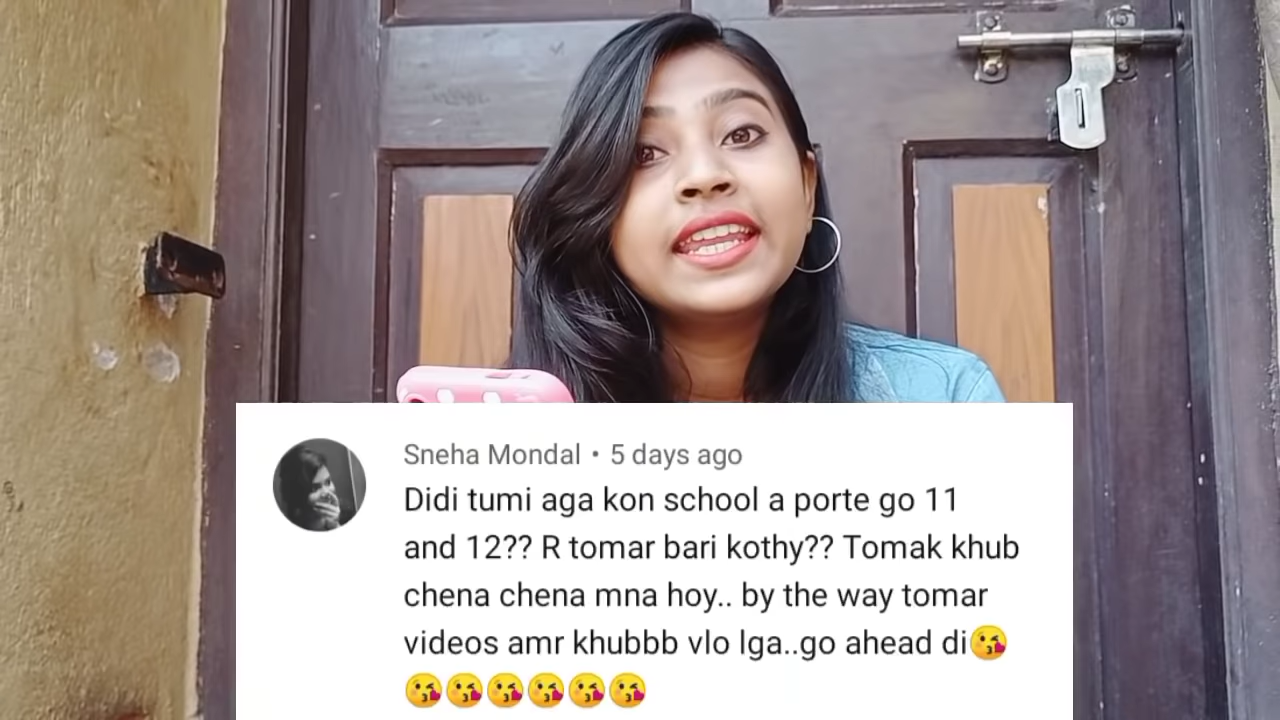 Sneha Mondal • 5 days ago
Didi tumi aga kon school a porte go 11
and 12?? R tomar bari kothy?? Tomak khub
chena chena mna hoy.. by the way tomar
videos amr khubbb vlo lga..go ahead di😘
😘😘😘😘😘😘